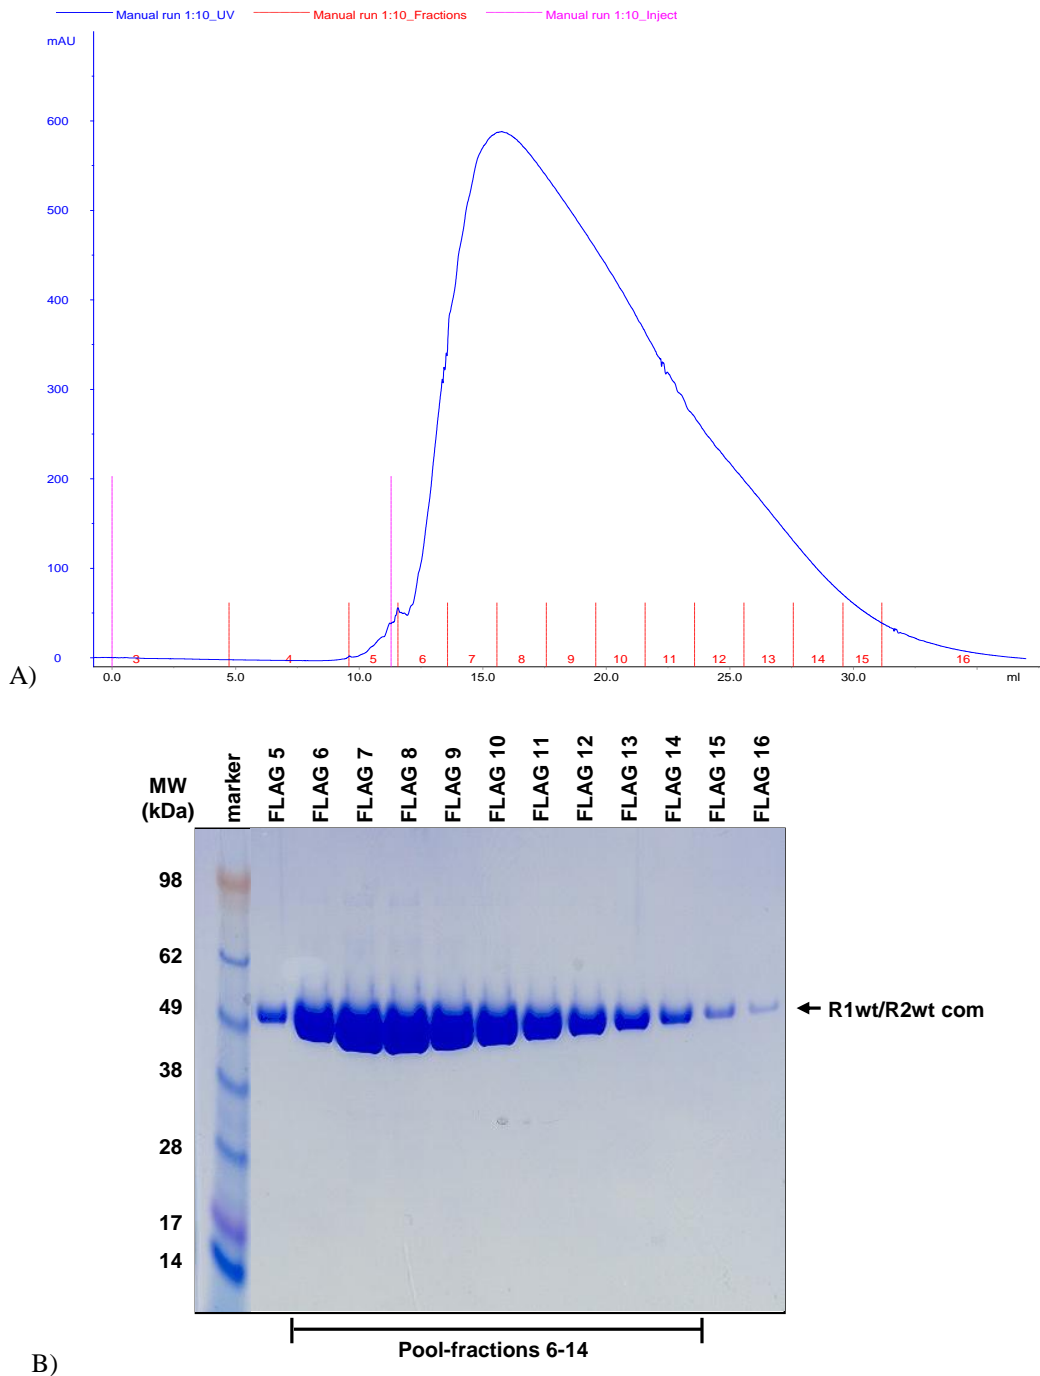 Manual run 1:10_UV Manual run 1:10_Fractions Manual run 1:10_Inject
mAU
600
500
400
300
200
100
0
3 4 5 6 7 8 9 10 11 12 13 14 15 16
A)
0.0 5.0 10.0 15.0 20.0 25.0 30.0 ml
MW
(kDa)
marker
FLAG 5
FLAG 6
FLAG 7
FLAG 8
FLAG 9
FLAG 10
FLAG 11
FLAG 12
FLAG 13
FLAG 14
FLAG 15
FLAG 16
98
62
49
R1wt/R2wt com
38
28
17
14
Pool-fractions 6-14
B)